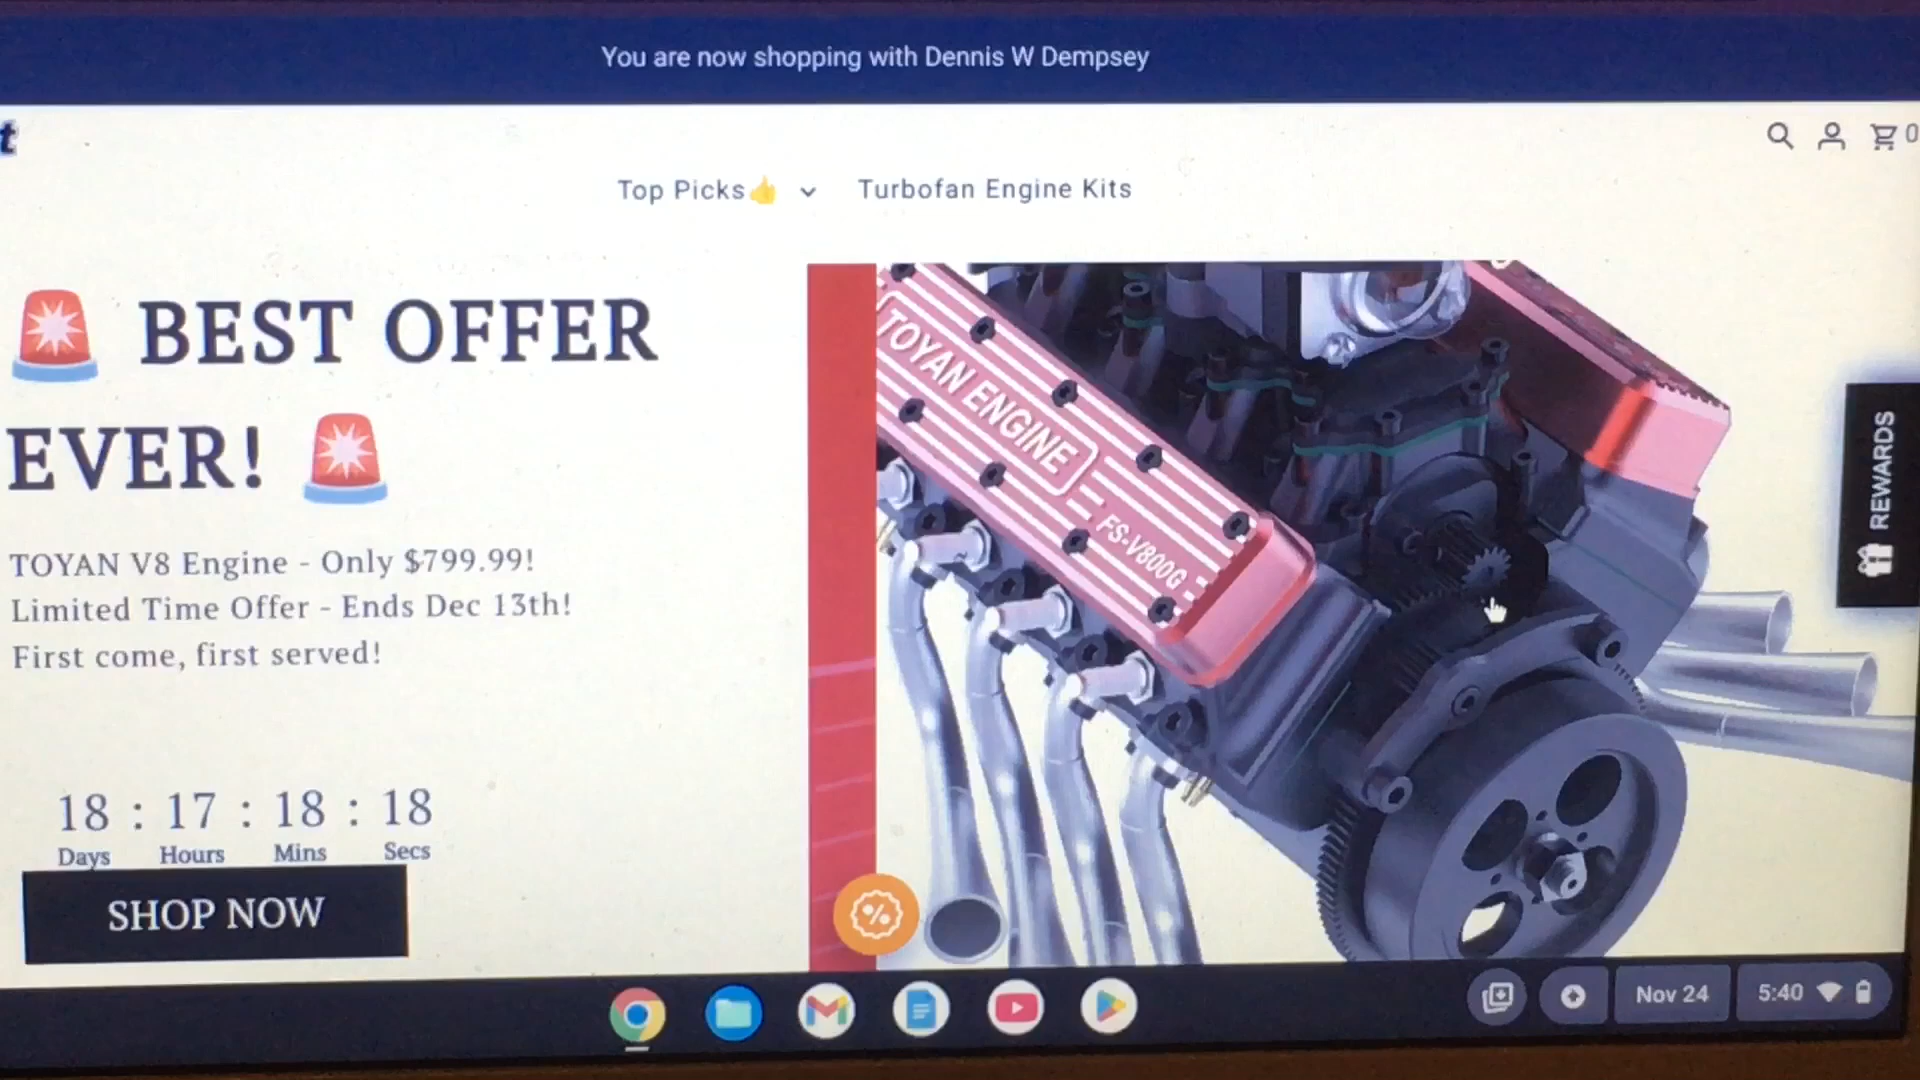 You are now shopping with Dennis W Dempsey
t
0
Top Picks👍 Turbofan Engine Kits
🚨 BEST OFFER
EVER! 🚨
TOYAN V8 Engine - Only $799.99!
Limited Time Offer - Ends Dec 13th!
First come, first served!
18 : 17 : 18 : 18
Days Hours Mins Secs
SHOP NOW
TOYAN ENGINE
FS-V800G
%
REWARDS
Nov 24
5:40